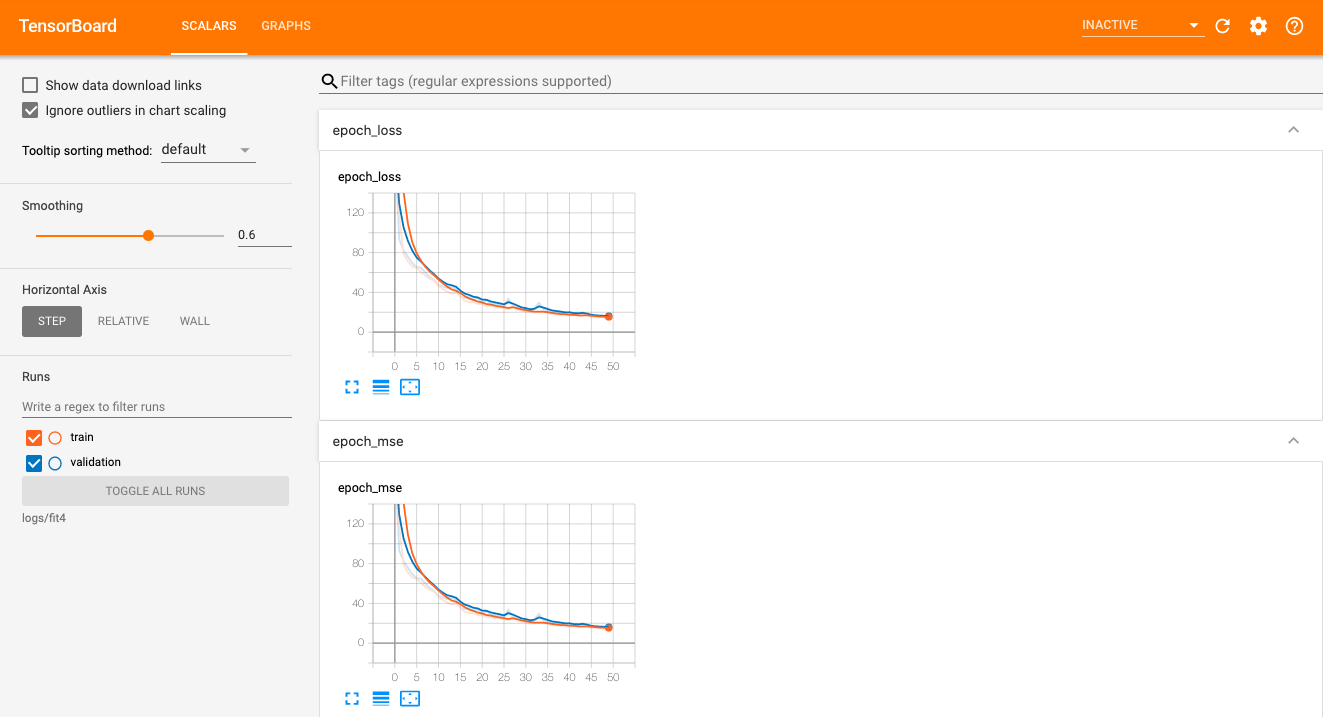 TensorBoard SCALARS GRAPHS INACTIVE
Show data download links
Ignore outliers in chart scaling
Tooltip sorting method: default
Smoothing
0.6
Horizontal Axis
STEP RELATIVE WALL
Runs
Write a regex to filter runs
train
validation
TOGGLE ALL RUNS
logs/fit4
Filter tags (regular expressions supported)
epoch_loss
epoch_loss
120
80
40
0
0 5 10 15 20 25 30 35 40 45 50
epoch_mse
epoch_mse
120
80
40
0
0 5 10 15 20 25 30 35 40 45 50